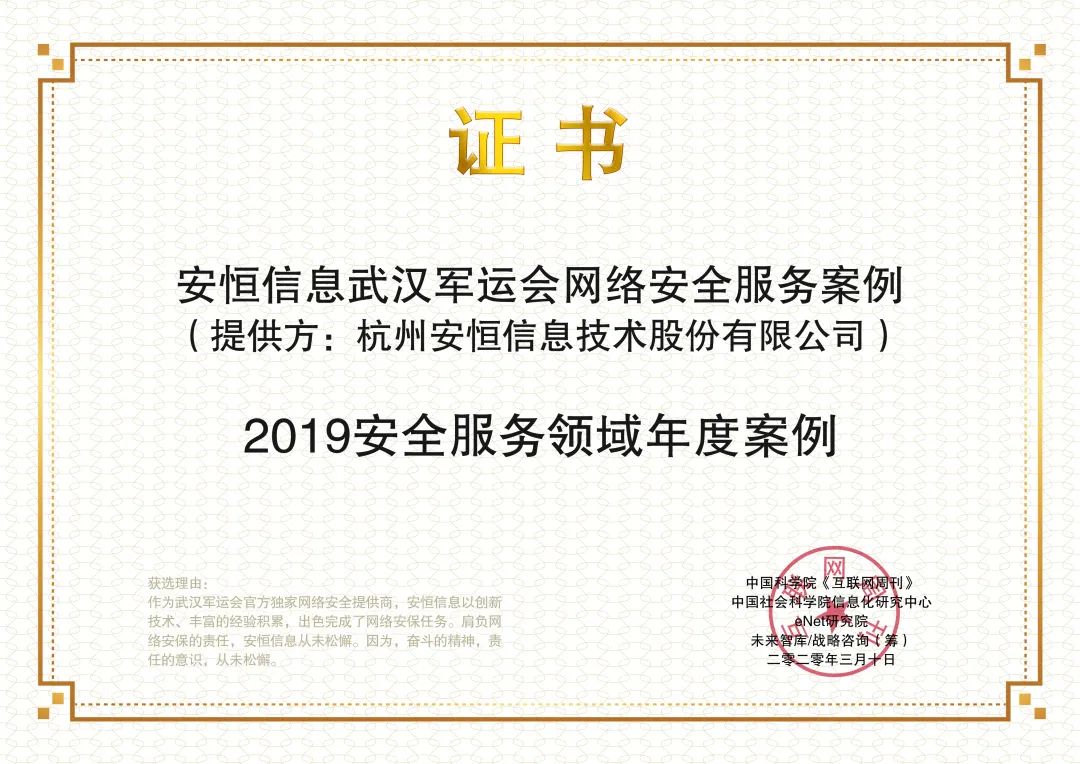 证书
安恒信息武汉军运会网络安全服务案例
（提供方：杭州安恒信息技术股份有限公司）
2019安全服务领域年度案例
获选理由：
作为武汉军运会官方独家网络安全提供商，安恒信息以创新
技术、丰富的经验积累，出色完成了网络安保任务。肩负网
络安保的责任，安恒信息从未松懈。因为，奋斗的精神，责
任的意识，从未松懈。
中国科学院《互联网周刊》
中国社会科学院信息化研究中心
eNet研究院
未来智库/战略咨询（筹）
二零二零年三月十日
互联网周刊